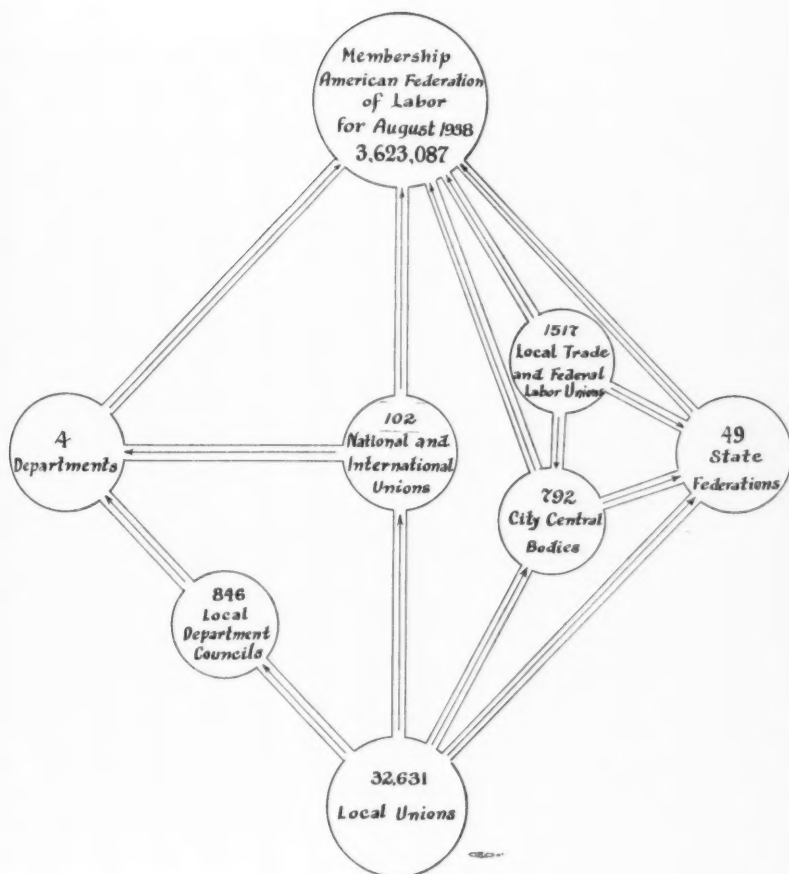 Membership
American Federation
of Labor
for August 1938
3,623,087
1517
Local Trade
and Federal
Labor Unions
4
Departments
102
National and
International
Unions
49
State
Federations
792
City Central
Bodies
846
Local
Department
Councils
32,631
Local Unions